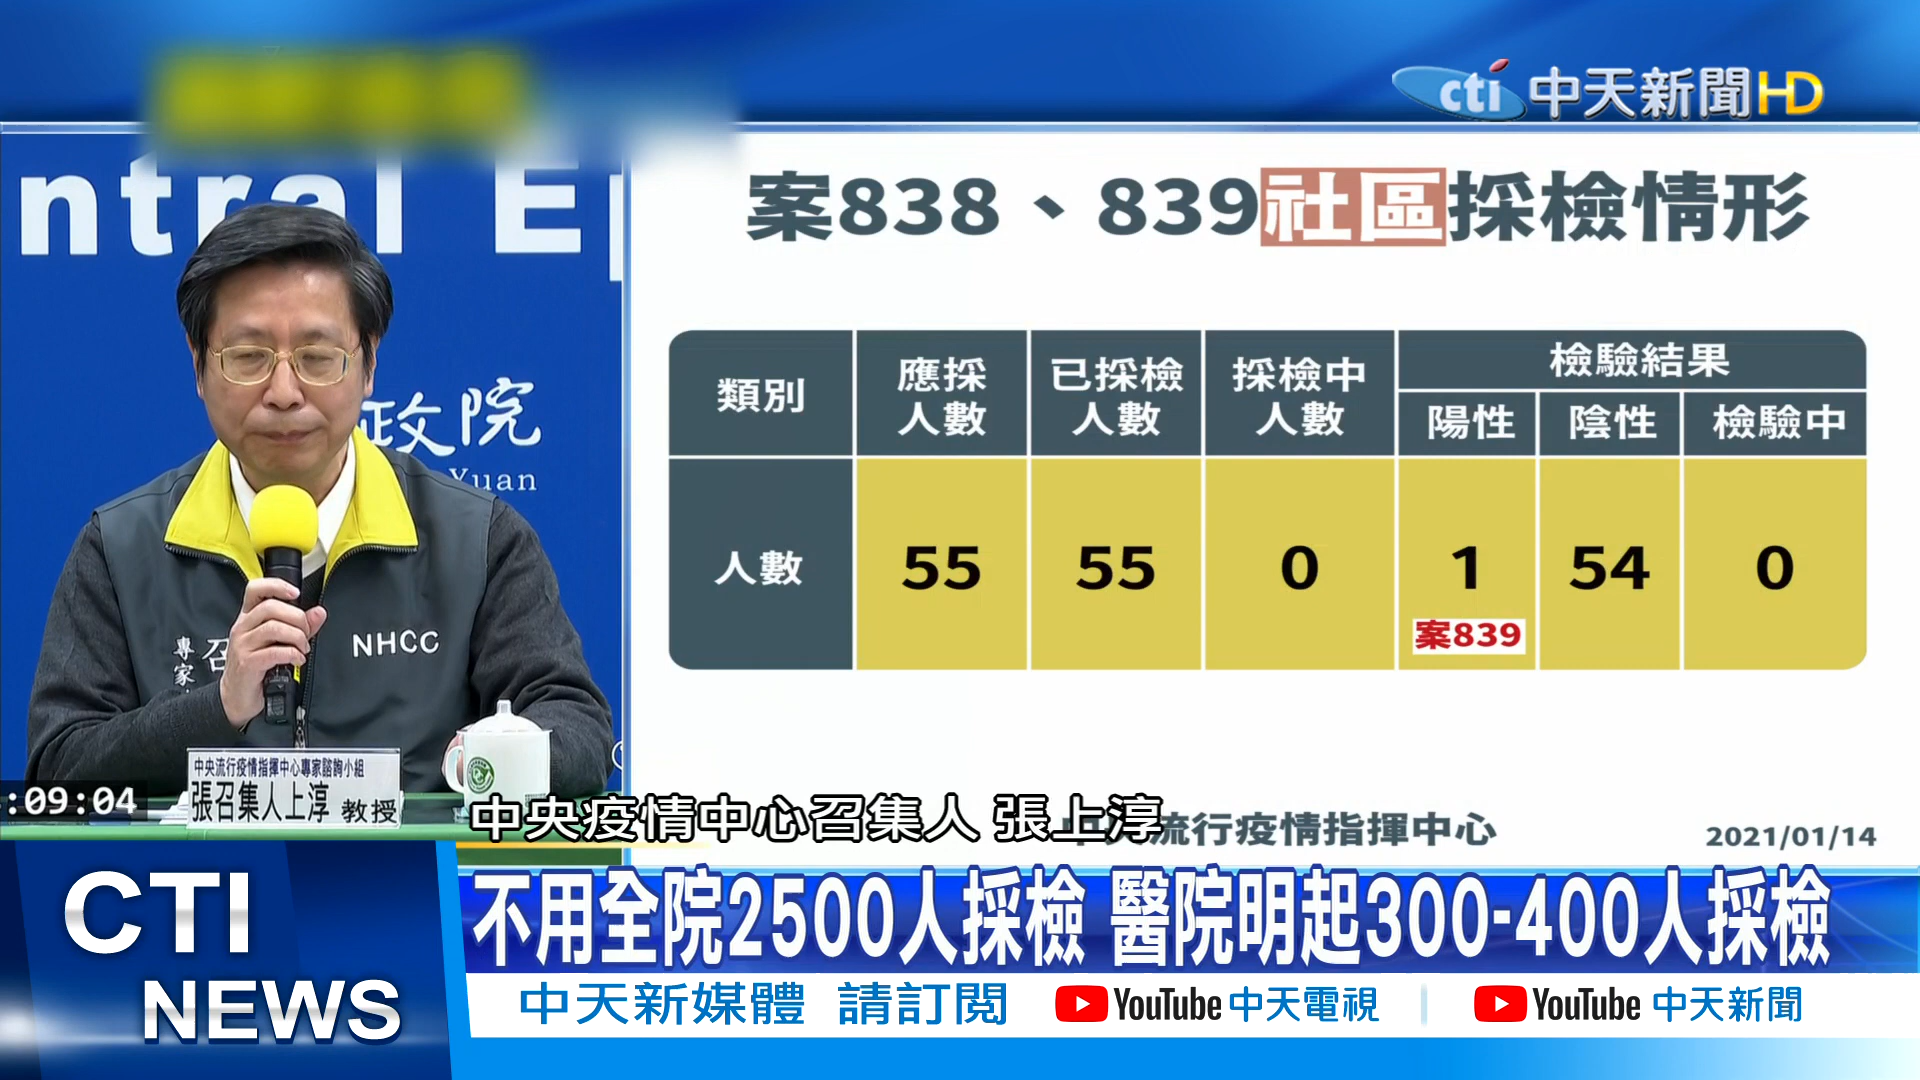 cti 中天新聞HD
ntral Ep
政院
Yuan
NHCC
專家
召
中央流行疫情指揮中心專家諮詢小組
張召集人上淳 教授
:09:04
案838、839社區採檢情形
類別
應採人數
已採檢人數
採檢中人數
檢驗結果
陽性
陰性
檢驗中
人數
55
55
0
1
54
0
案839
中央疫情中心召集人 張上淳
流行疫情指揮中心
2021/01/14
CTI
NEWS
不用全院2500人採檢 醫院明起300-400人採檢
中天新媒體 請訂閱 YouTube 中天電視 YouTube 中天新聞